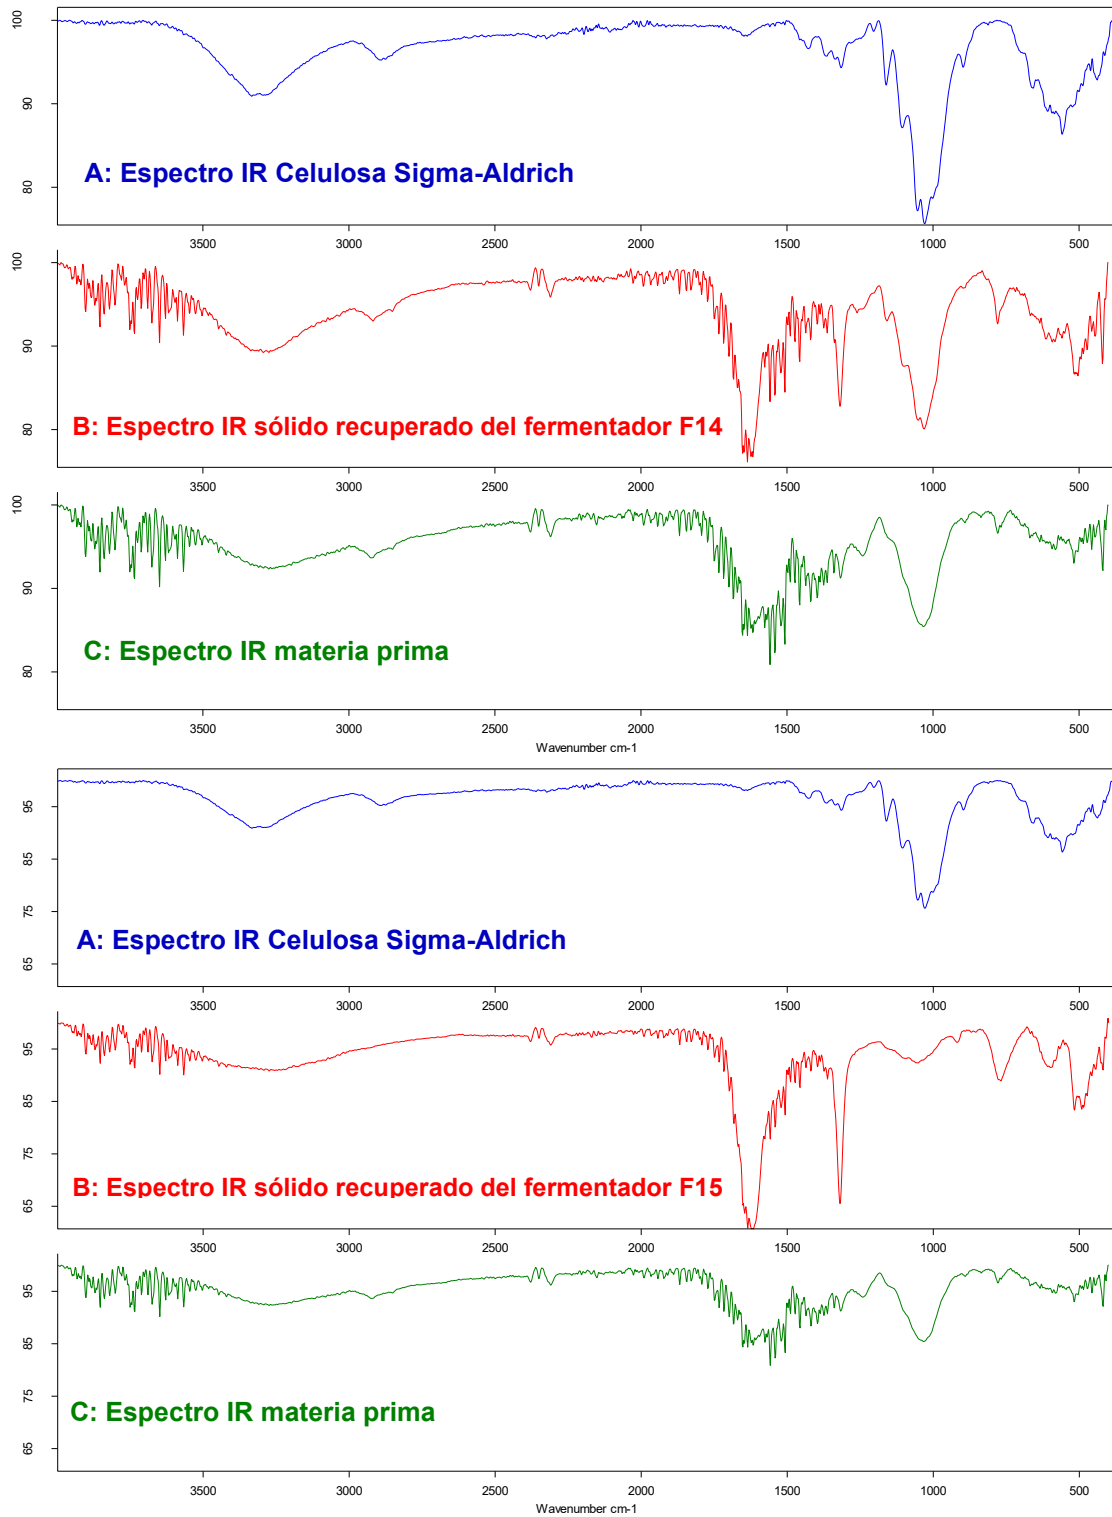 100
90
80
3500 3000 2500 2000 1500 1000 500
A: Espectro IR Celulosa Sigma-Aldrich
100
90
80
3500 3000 2500 2000 1500 1000 500
B: Espectro IR sólido recuperado del fermentador F14
100
90
80
3500 3000 2500 2000 1500 1000 500
C: Espectro IR materia prima
Wavenumber cm-1
95
85
75
65
3500 3000 2500 2000 1500 1000 500
A: Espectro IR Celulosa Sigma-Aldrich
95
85
75
65
3500 3000 2500 2000 1500 1000 500
B: Espectro IR sólido recuperado del fermentador F15
95
85
75
65
3500 3000 2500 2000 1500 1000 500
C: Espectro IR materia prima
Wavenumber cm-1